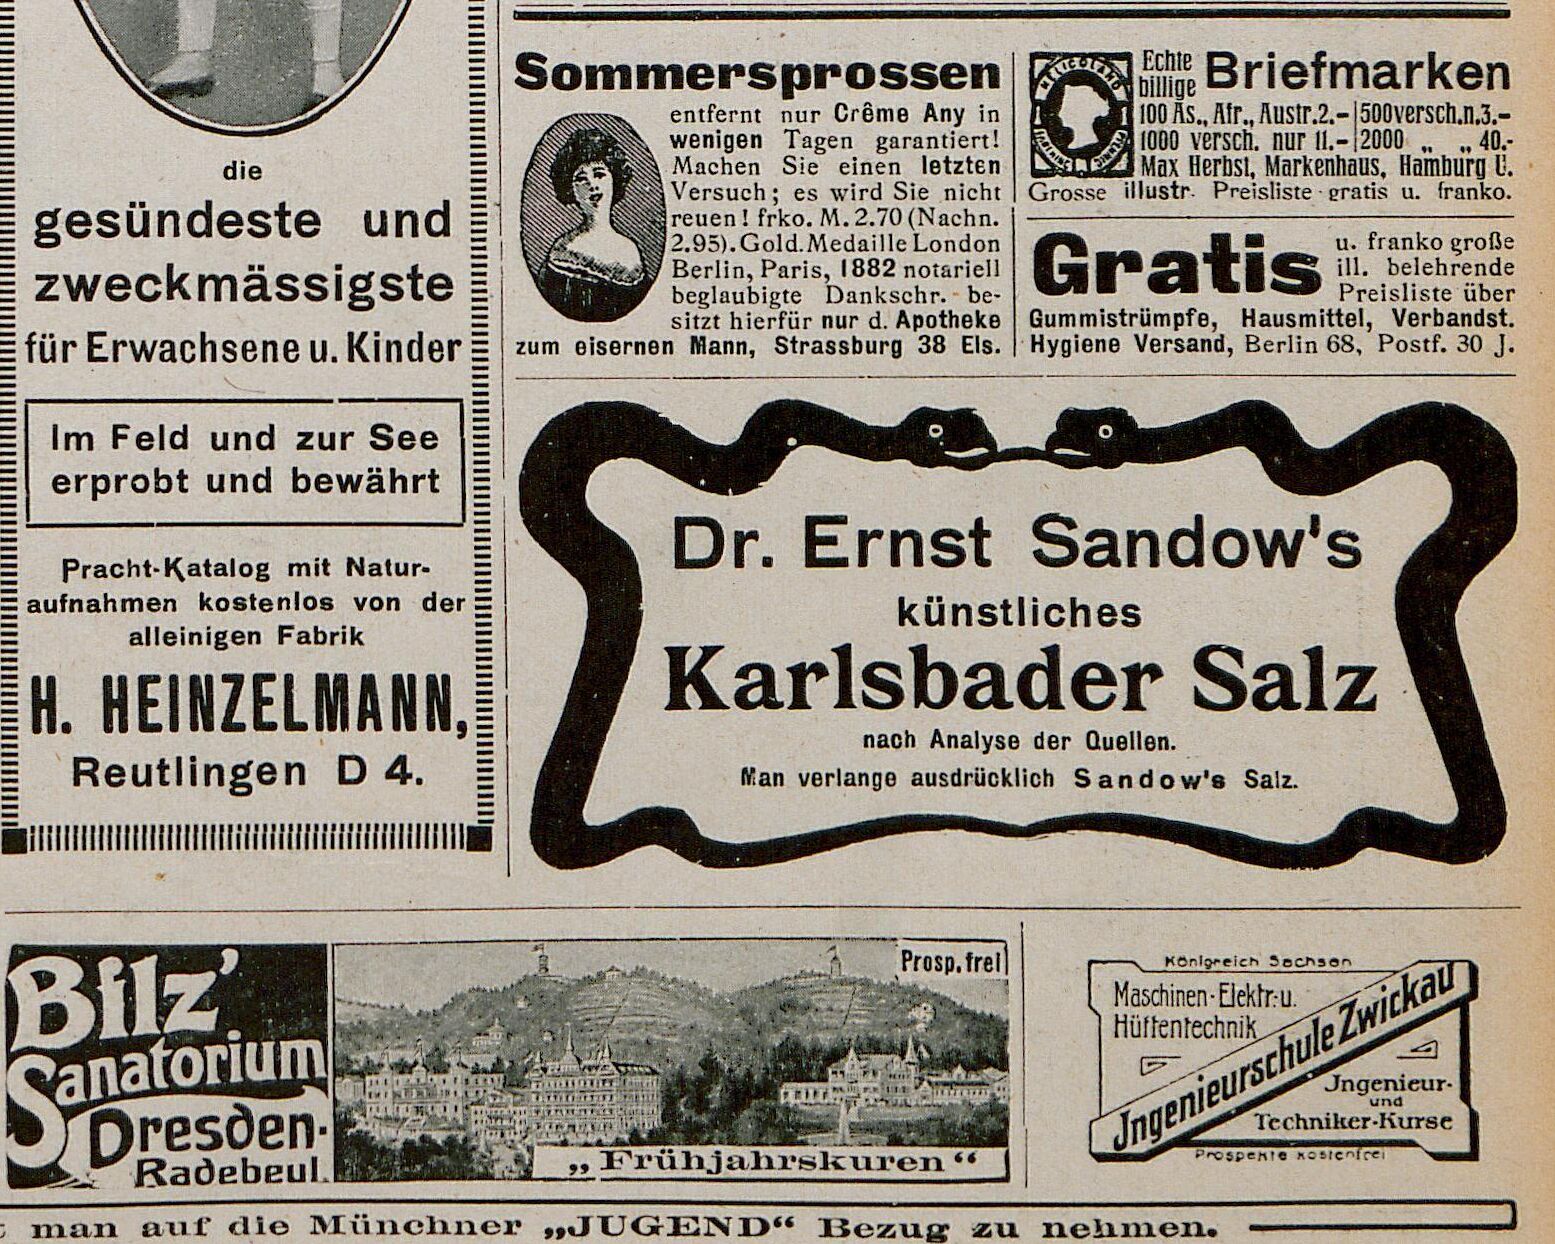 die
gesündeste und
zweckmässigste
für Erwachsene u. Kinder
Im Feld und zur See
erprobt und bewährt
Pracht-Katalog mit Natur-
aufnahmen kostenlos von der
alleinigen Fabrik
H. HEINZELMANN,
Reutlingen D 4.
Sommersprossen
entfernt nur Crême Any in
wenigen Tagen garantiert!
Machen Sie einen letzten
Versuch; es wird Sie nicht
reuen! frko. M. 2.70 (Nachn.
2.95). Gold. Medaille London
Berlin, Paris, 1882 notariell
beglaubigte Dankschr. be-
sitzt hierfür nur d. Apotheke
zum eisernen Mann, Strassburg 38 Els.
HELIGOLAND
Echte
billige
Briefmarken
100 As., Afr., Austr. 2.- 500 versch. n. 3.-
1000 versch. nur 11.- 2000 „ „ 40.-
Max Herbst, Markenhaus, Hamburg U.
Grosse illustr. Preisliste gratis u. franko.
Gratis
u. franko große
ill. belehrende
Preisliste über
Gummistrümpfe, Hausmittel, Verbandst.
Hygiene Versand, Berlin 68, Postf. 30 J.
Dr. Ernst Sandow's
künstliches
Karlsbader Salz
nach Analyse der Quellen.
Man verlange ausdrücklich Sandow's Salz.
Bilz'
Sanatorium
Dresden-
Radebeul.
Prosp. frei
„Frühjahrskuren“
Königreich Sachsen
Maschinen- Elektr- u.
Hüttentechnik
Jngenieurschule Zwickau
Jngenieur-
und
Techniker-Kurse
Prospekte kostenfrei
man auf die Münchner „JUGEND“ Bezug zu nehmen.